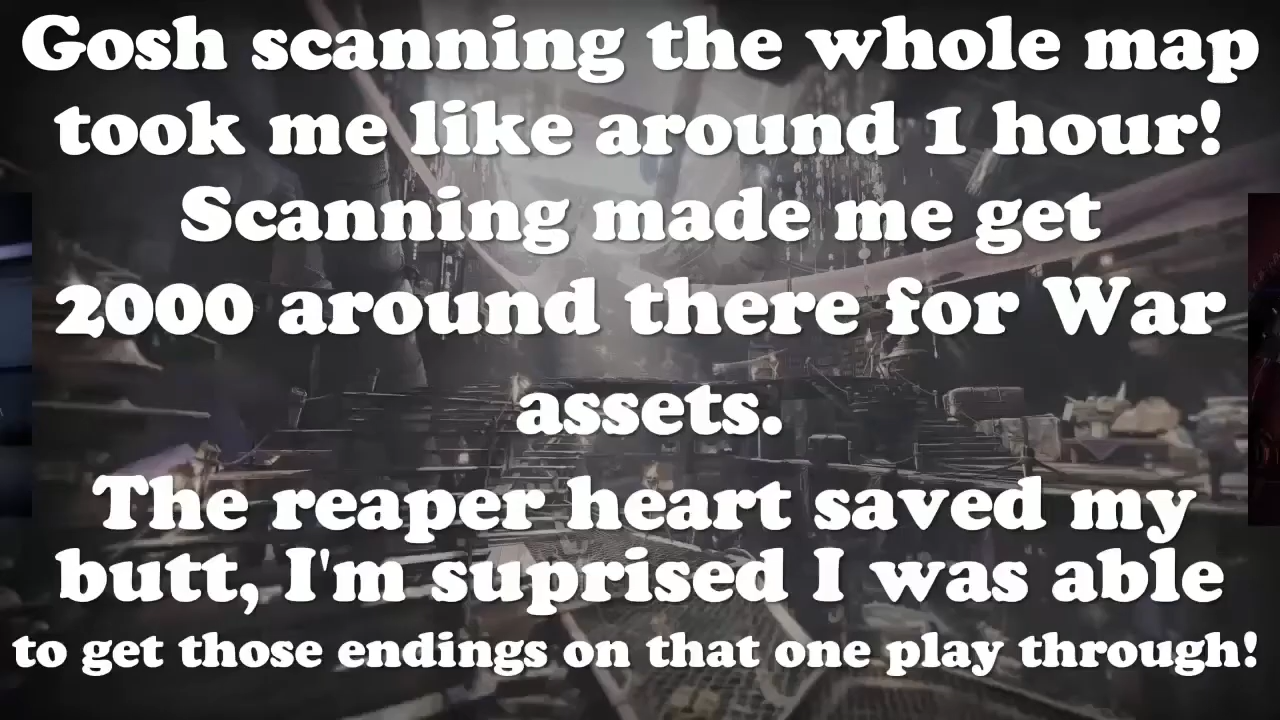 Gosh scanning the whole map
took me like around 1 hour!
Scanning made me get
2000 around there for War
assets.
The reaper heart saved my
butt, I'm suprised I was able
to get those endings on that one play through!